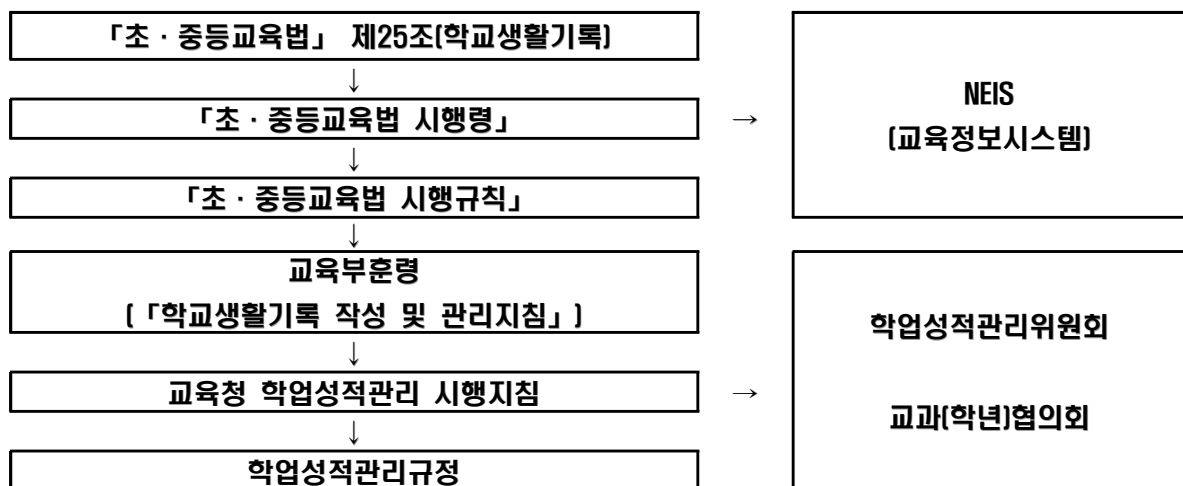 「초·중등교육법」 제25조(학교생활기록)
↓
「초·중등교육법 시행령」
→
NEIS
(교육정보시스템)
↓
「초·중등교육법 시행규칙」
↓
교육부훈령
(「학교생활기록 작성 및 관리지침」)
↓
교육청 학업성적관리 시행지침
→
학업성적관리위원회
교과(학년)협의회
↓
학업성적관리규정